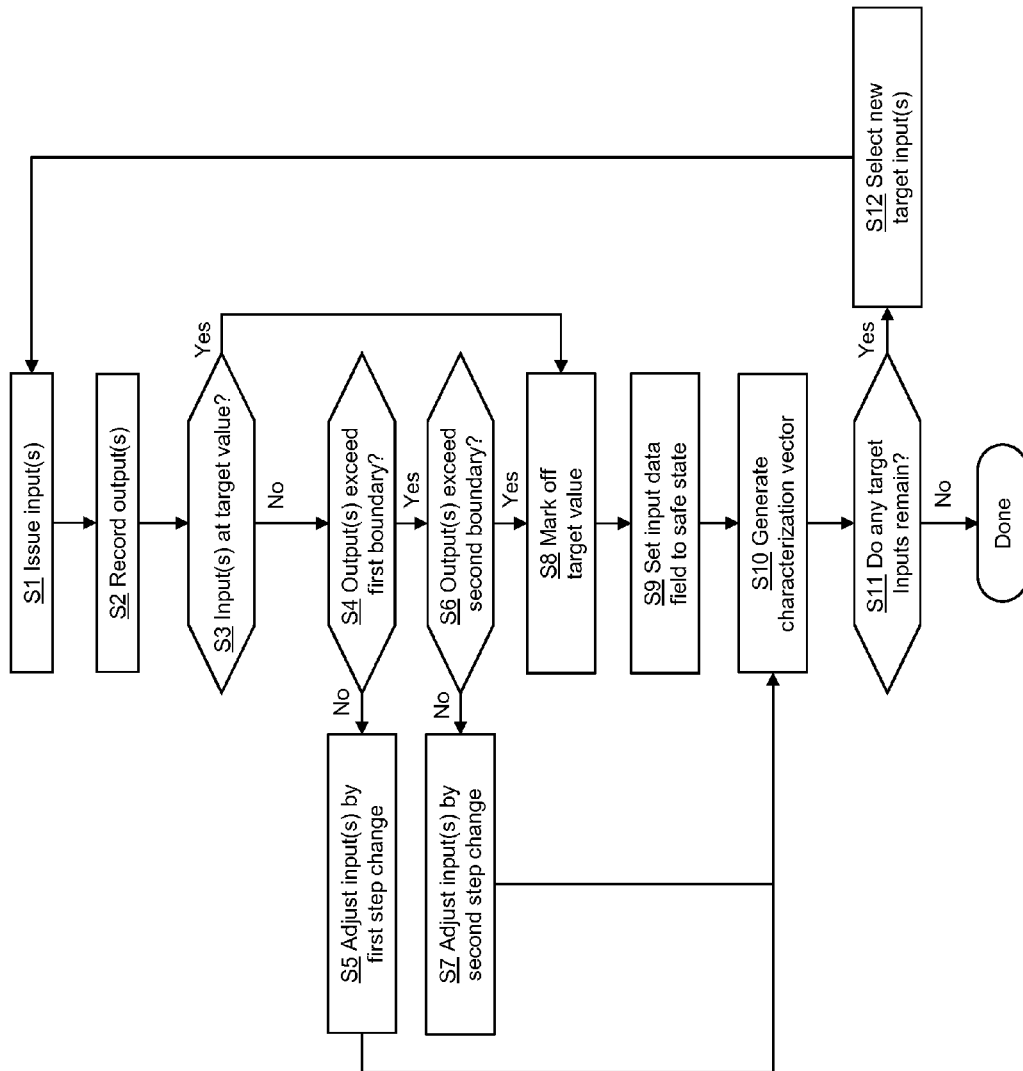 S1 Issue input(s)
S2 Record output(s)
S3 Input(s) at target value?
Yes
No
S4 Output(s) exceed
first boundary?
No
Yes
S5 Adjust input(s) by
first step change
S6 Output(s) exceed
second boundary?
No
Yes
S7 Adjust input(s) by
second step change
S8 Mark off
target value
S9 Set input data
field to safe state
S10 Generate
characterization vector
S11 Do any target
Inputs remain?
Yes
No
S12 Select new
target input(s)
Done